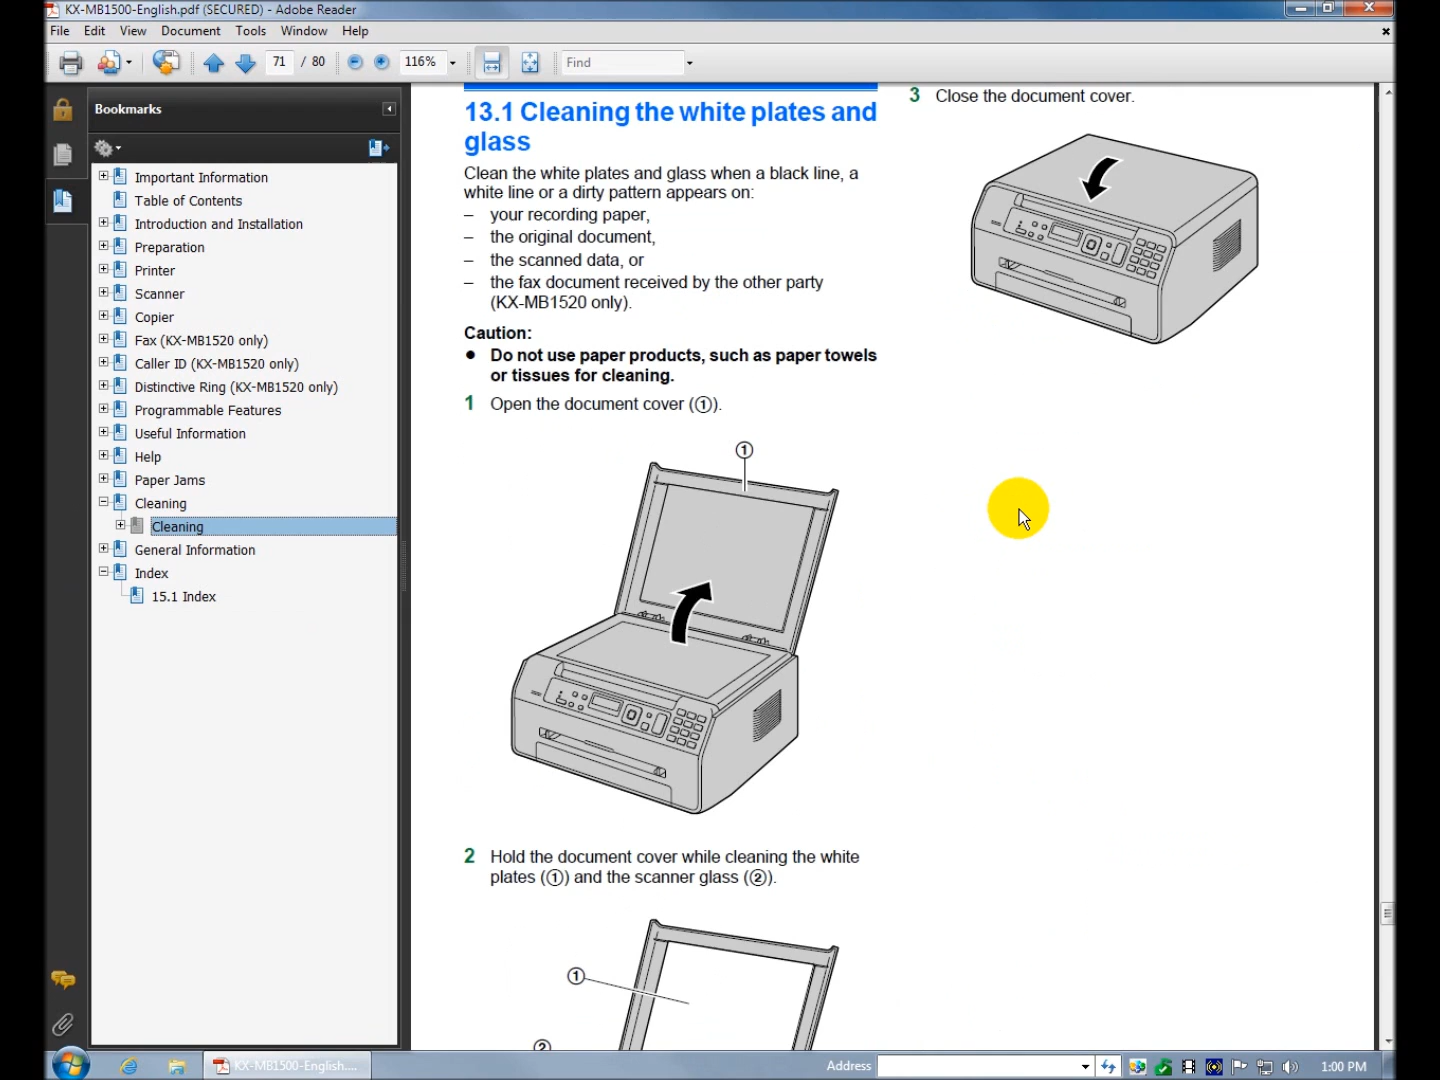 KX-MB1500-English.pdf (SECURED) - Adobe Reader
File Edit View Document Tools Window Help
71 / 80 116% Find
Bookmarks
Important Information
Table of Contents
Introduction and Installation
Preparation
Printer
Scanner
Copier
Fax (KX-MB1520 only)
Caller ID (KX-MB1520 only)
Distinctive Ring (KX-MB1520 only)
Programmable Features
Useful Information
Help
Paper Jams
Cleaning
Cleaning
General Information
Index
15.1 Index
13.1 Cleaning the white plates and
glass
Clean the white plates and glass when a black line, a
white line or a dirty pattern appears on:
– your recording paper,
– the original document,
– the scanned data, or
– the fax document received by the other party
(KX-MB1520 only).
Caution:
● Do not use paper products, such as paper towels
or tissues for cleaning.
1 Open the document cover (①).
①
2 Hold the document cover while cleaning the white
plates (①) and the scanner glass (②).
①
②
3 Close the document cover.
KX-MB1500-English....
Address
1:00 PM